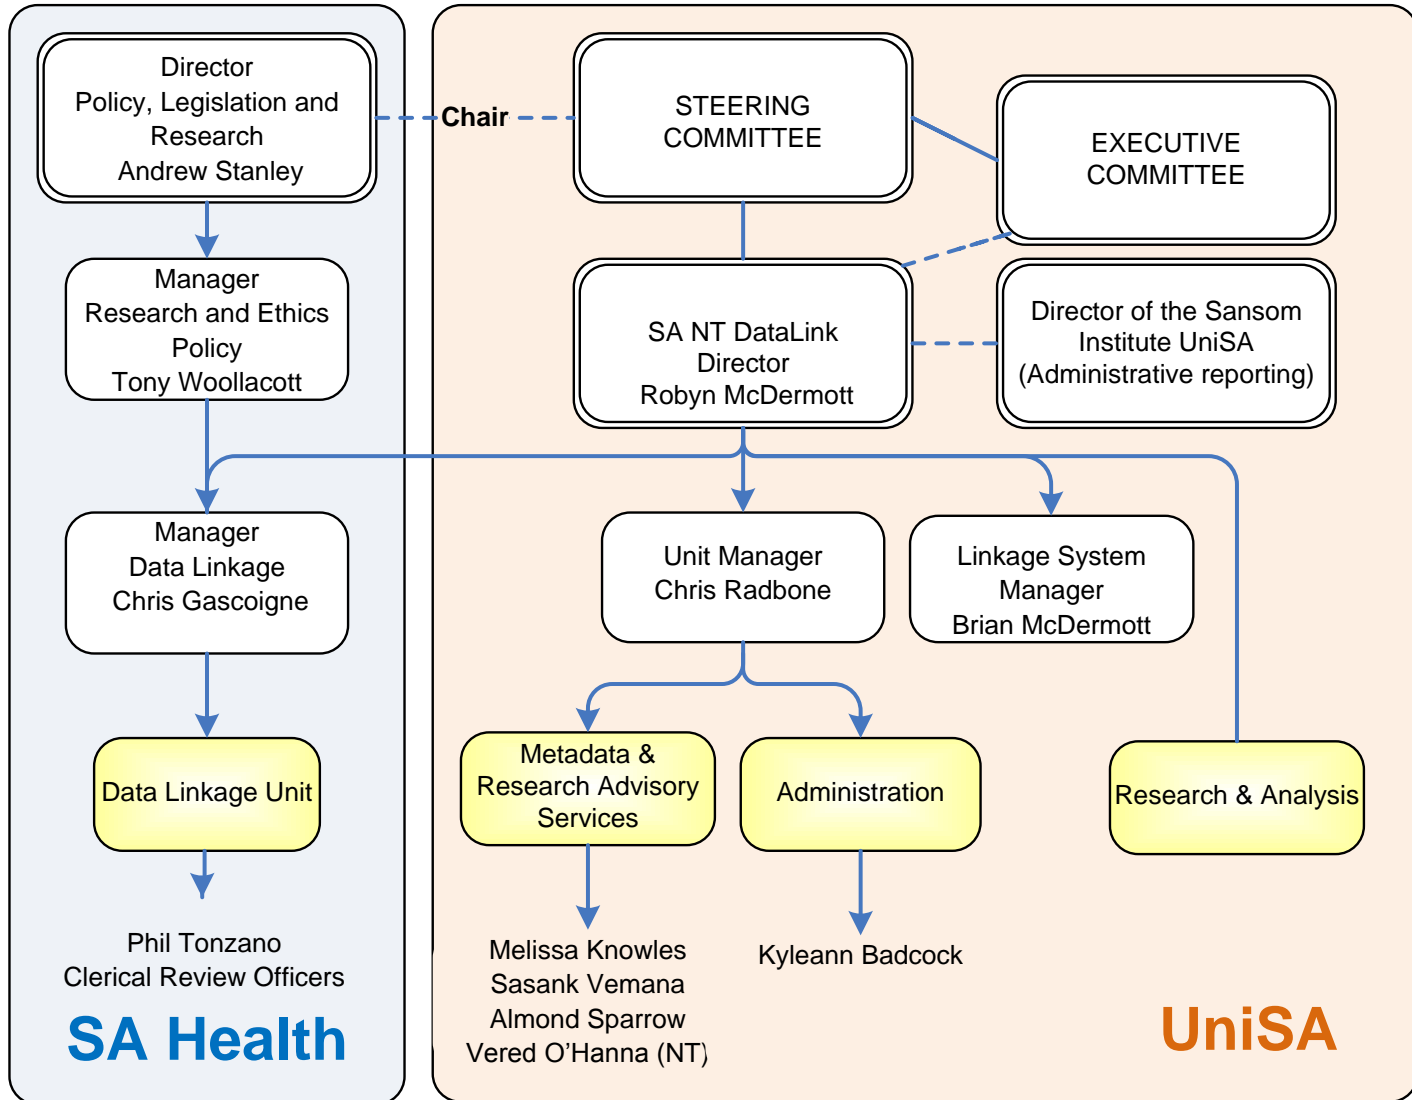 Director
Policy, Legislation and
Research
Andrew Stanley
Chair
STEERING
COMMITTEE
EXECUTIVE
COMMITTEE
Manager
Research and Ethics
Policy
Tony Woollacott
SA NT DataLink
Director
Robyn McDermott
Director of the Sansom
Institute UniSA
(Administrative reporting)
Manager
Data Linkage
Chris Gascoigne
Unit Manager
Chris Radbone
Linkage System
Manager
Brian McDermott
Data Linkage Unit
Metadata &
Research Advisory
Services
Administration
Research & Analysis
Phil Tonzano
Clerical Review Officers
Melissa Knowles
Sasank Vemana
Almond Sparrow
Vered O’Hanna (NT)
Kyleann Badcock
SA Health
UniSA